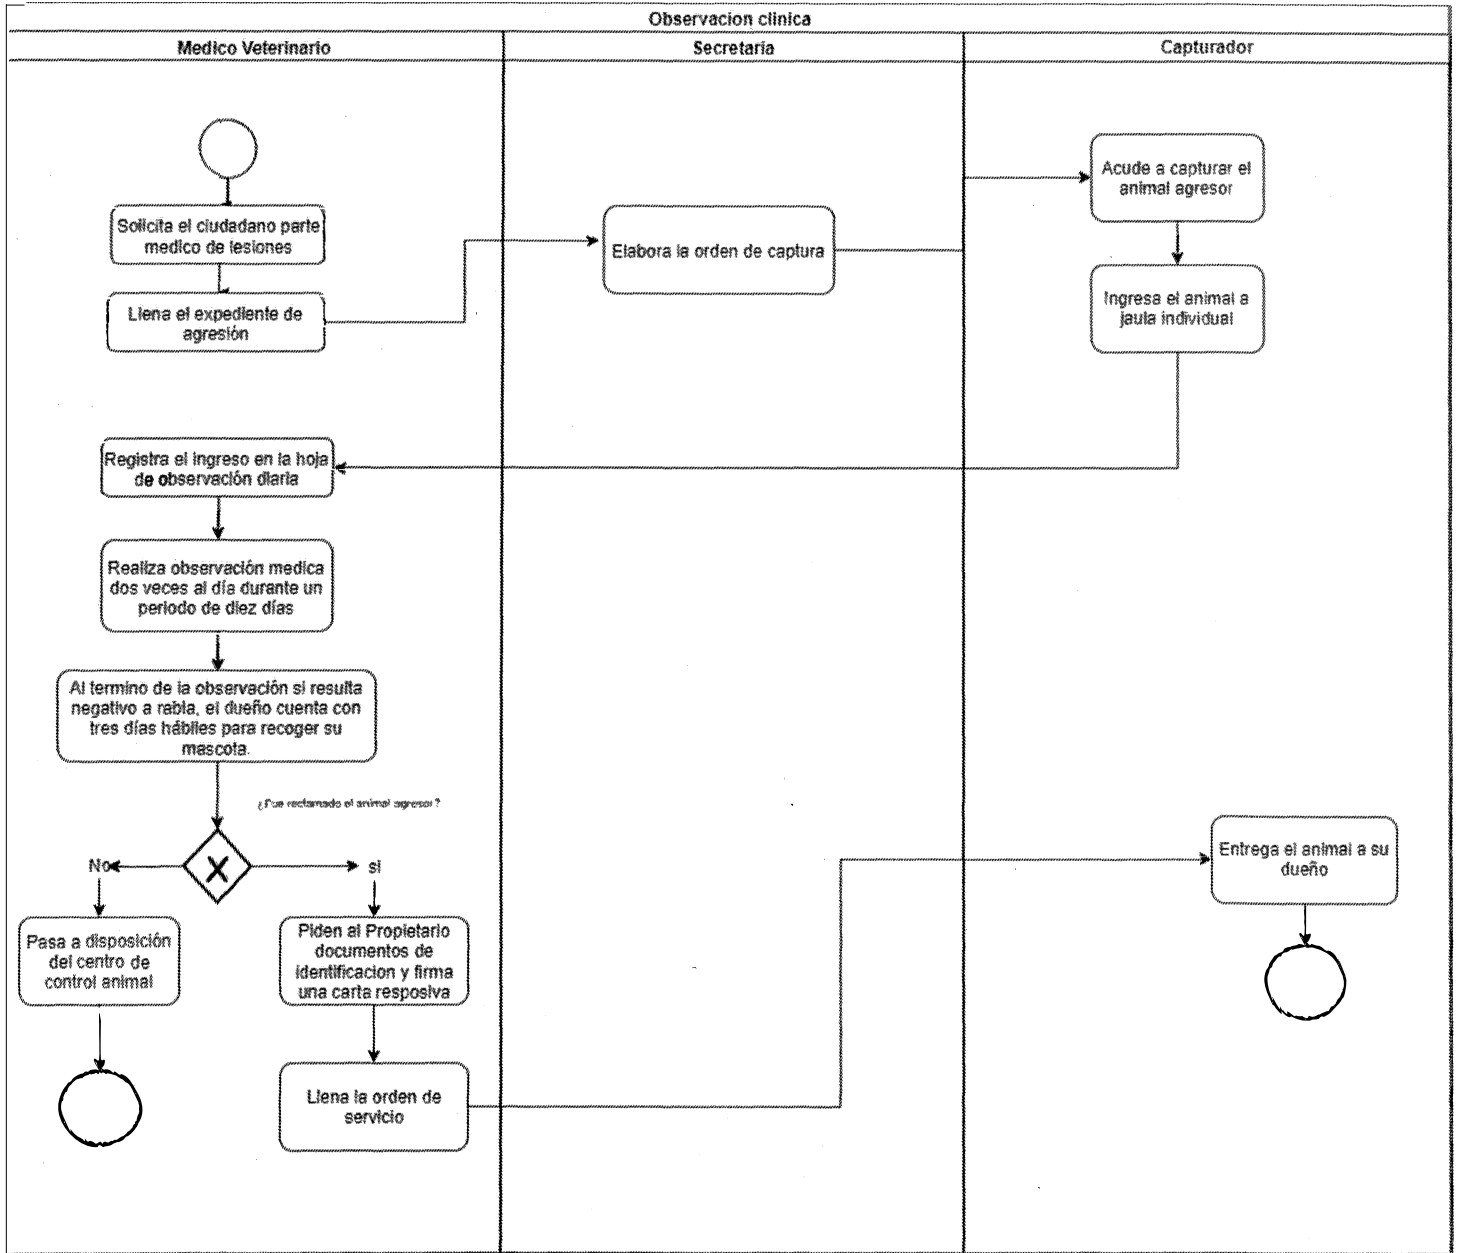 Observacion clinica
Medico Veterinario
Secretaria
Capturador
Solicita el ciudadano parte
medico de lesiones
Llena el expediente de
agresión
Elabora la orden de captura
Acude a capturar el
animal agresor
Ingresa el animal a
jaula individual
Registra el ingreso en la hoja
de observación diaria
Realiza observación medica
dos veces al día durante un
periodo de diez días
Al termino de la observación si resulta
negativo a rabia, el dueño cuenta con
tres días hábiles para recoger su
mascota.
¿Fue reclamado el animal agresor?
No
si
Pasa a disposición
del centro de
control animal
Piden al Propietario
documentos de
identificacion y firma
una carta resposiva
Llena la orden de
servicio
Entrega el animal a su
dueño